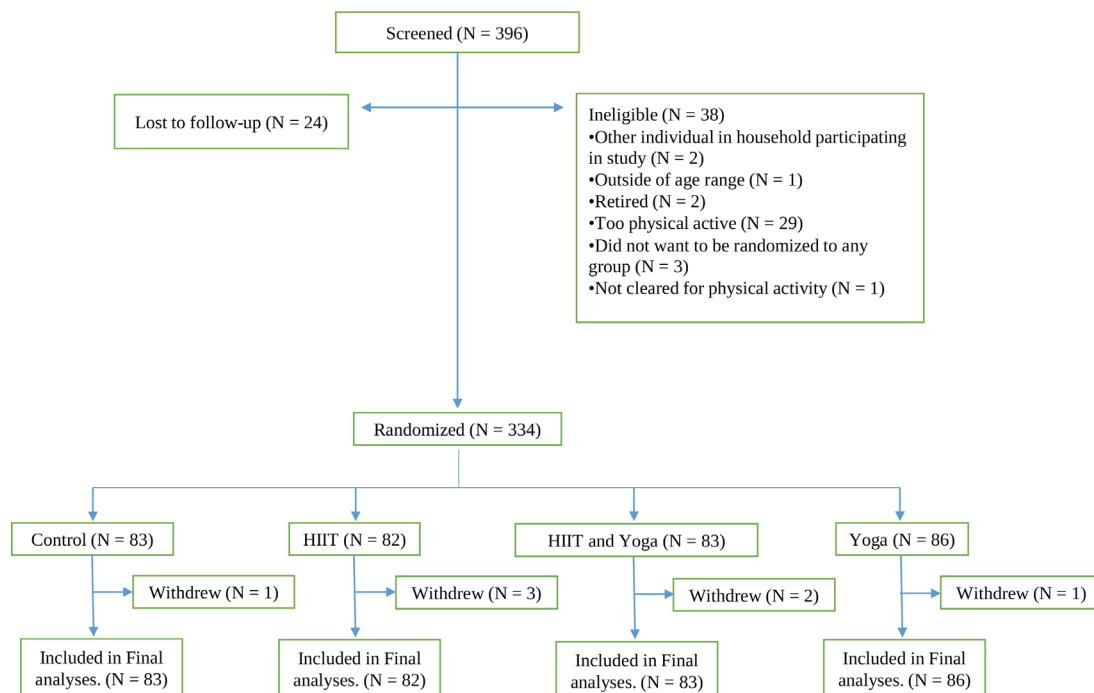 Screened (N = 396)
Lost to follow-up (N = 24)
Ineligible (N = 38)
•Other individual in household participating
in study (N = 2)
•Outside of age range (N = 1)
•Retired (N = 2)
•Too physical active (N = 29)
•Did not want to be randomized to any
group (N = 3)
•Not cleared for physical activity (N = 1)
Randomized (N = 334)
Control (N = 83)
HIIT (N = 82)
HIIT and Yoga (N = 83)
Yoga (N = 86)
Withdrew (N = 1)
Withdrew (N = 3)
Withdrew (N = 2)
Withdrew (N = 1)
Included in Final
analyses. (N = 83)
Included in Final
analyses. (N = 82)
Included in Final
analyses. (N = 83)
Included in Final
analyses. (N = 86)